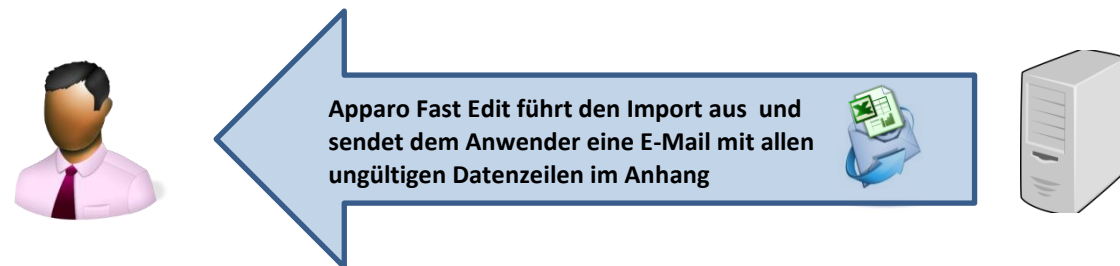 Apparo Fast Edit führt den Import aus und
sendet dem Anwender eine E-Mail mit allen
ungültigen Datenzeilen im Anhang